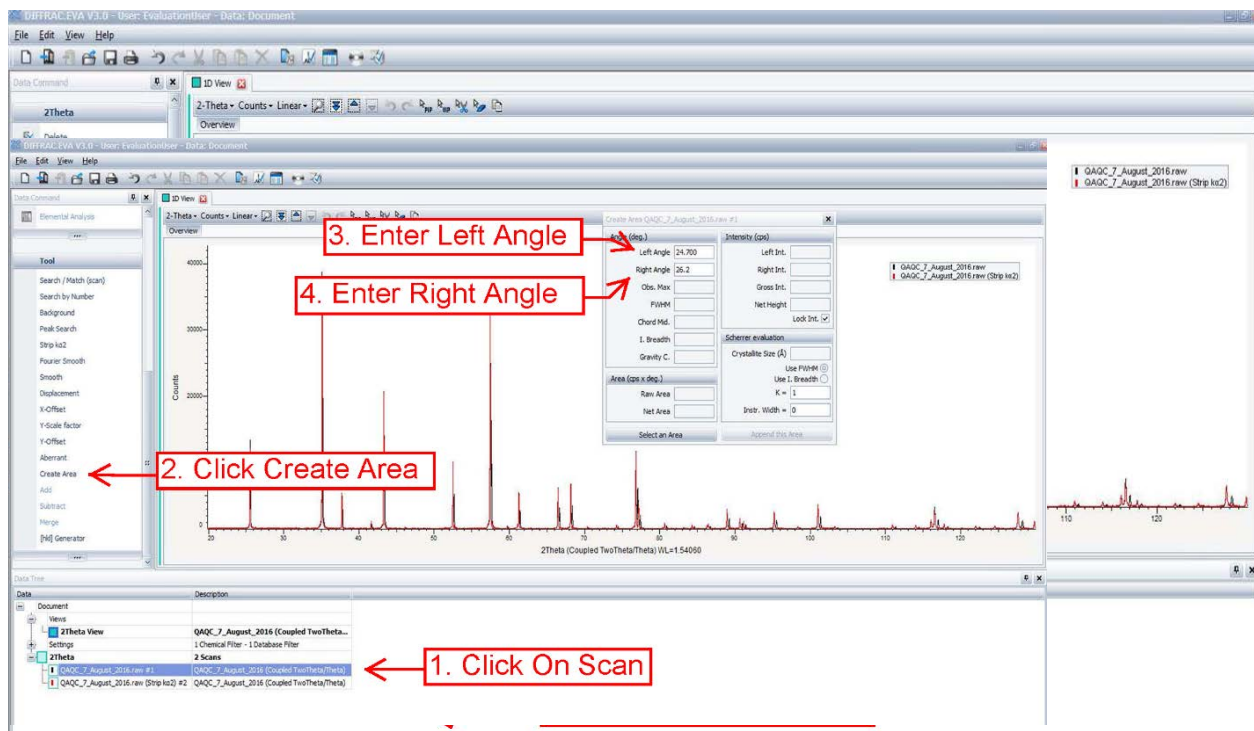 DIFFRAC.EVA V3.0 - User: EvaluationUser - Data: Document
File Edit View Help
Data Command
1D View
2Theta
2-Theta Counts Linear
Overview
Delete
DIFFRAC.EVA V3.0 - User: EvaluationUser - Data: Document
File Edit View Help
QAQC_7_August_2016.raw
QAQC_7_August_2016.raw (Strip kα2)
Data Command
1D View
Elemental Analysis
2-Theta Counts Linear
Overview
Tool
Search / Match (scan)
Search by Number
Background
Peak Search
Strip kα2
Fourier Smooth
Smooth
Displacement
X-Offset
Y-Scale factor
Y-Offset
Aberrant
Create Area
Add
Subtract
Merge
[hkl] Generator
3. Enter Left Angle
4. Enter Right Angle
2. Click Create Area
Create Area QAQC_7_August_2016.raw #1
Angle (deg.)
Left Angle 24.700
Right Angle 26.2
Obs. Max
FWHM
Chord Mid.
I. Breadth
Gravity C.
Area (cps x deg.)
Raw Area
Net Area
Select an Area
Intensity (cps)
Left Int.
Right Int.
Gross Int.
Net Height
Lock Int.
Scherrer evaluation
Crystallite Size (Å)
Use FWHM
Use I. Breadth
K = 1
Instr. Width = 0
Append this Area
QAQC_7_August_2016.raw
QAQC_7_August_2016.raw (Strip kα2)
Counts
40000
30000
20000
0
20 30 40 50 60 70 80 90 100 110 120
2Theta (Coupled TwoTheta/Theta) WL=1.54060
110 120
Data Tree
Data Description
Document
Views
2Theta View QAQC_7_August_2016 (Coupled TwoTheta...
Settings 1 Chemical Filter - 1 Database Filter
2Theta 2 Scans
QAQC_7_August_2016.raw #1 QAQC_7_August_2016 (Coupled TwoTheta/Theta)
QAQC_7_August_2016.raw (Strip kα2) #2 QAQC_7_August_2016 (Coupled TwoTheta/Theta)
1. Click On Scan